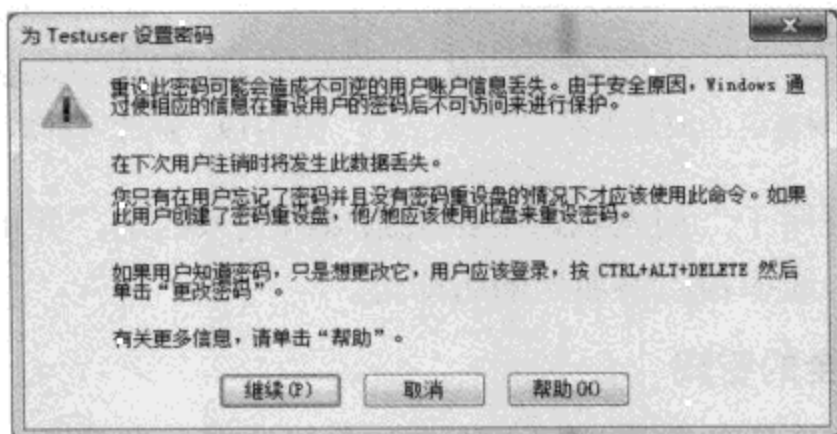 为 Testuser 设置密码
重设此密码可能会造成不可逆的用户账户信息丢失。由于安全原因，Windows 通
过使相应的信息在重设用户的密码后不可访问来进行保护。
在下次用户注销时将发生此数据丢失。
您只有在用户忘记了密码并且没有密码重设盘的情况下才应该使用此命令。如果
此用户创建了密码重设盘，他/她应该使用此盘来重设密码。
如果用户知道密码，只是想更改它，用户应该登录，按 CTRL+ALT+DELETE 然后
单击“更改密码”。
有关更多信息，请单击“帮助”。
继续(P) 取消 帮助(H)